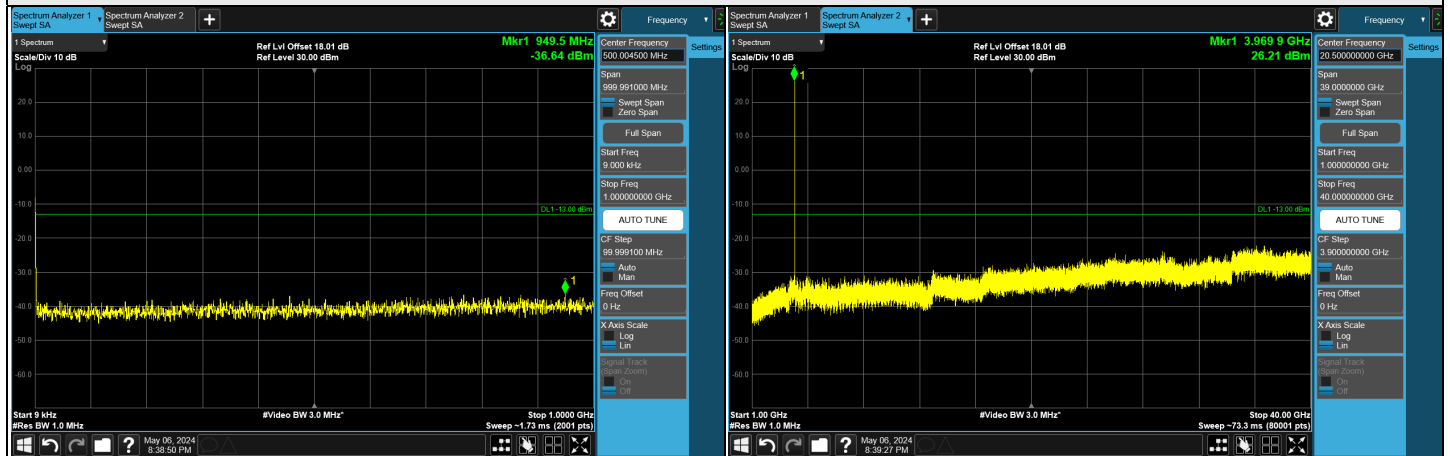 Spectrum Analyzer 1
Swept SA
Spectrum Analyzer 2
Swept SA
+
Frequency
1 Spectrum
Scale/Div 10 dB
Log
Ref Lvl Offset 18.01 dB
Ref Level 30.00 dBm
Mkr1 949.5 MHz
-36.64 dBm
20.0
10.0
0.00
-10.0
-20.0
-30.0
-40.0
-50.0
-60.0
DL1 -13.00 dBm
1
Start 9 kHz
#Res BW 1.0 MHz
#Video BW 3.0 MHz*
Stop 1.0000 GHz
Sweep ~1.73 ms (2001 pts)
Center Frequency
500.004500 MHz
Settings
Span
999.991000 MHz
Swept Span
Zero Span
Full Span
Start Freq
9.000 kHz
Stop Freq
1.000000000 GHz
AUTO TUNE
CF Step
99.999100 MHz
Auto
Man
Freq Offset
0 Hz
X Axis Scale
Log
Lin
Signal Track
(Span Zoom)
On
Off
?
May 06, 2024
8:38:50 PM
Spectrum Analyzer 1
Swept SA
Spectrum Analyzer 2
Swept SA
+
Frequency
1 Spectrum
Scale/Div 10 dB
Log
Ref Lvl Offset 18.01 dB
Ref Level 30.00 dBm
Mkr1 3.969 9 GHz
26.21 dBm
1
20.0
10.0
0.00
-10.0
-20.0
-30.0
-40.0
-50.0
-60.0
DL1 -13.00 dBm
Start 1.00 GHz
#Res BW 1.0 MHz
#Video BW 3.0 MHz*
Stop 40.00 GHz
Sweep ~73.3 ms (80001 pts)
Center Frequency
20.500000000 GHz
Settings
Span
39.0000000 GHz
Swept Span
Zero Span
Full Span
Start Freq
1.000000000 GHz
Stop Freq
40.000000000 GHz
AUTO TUNE
CF Step
3.900000000 GHz
Auto
Man
Freq Offset
0 Hz
X Axis Scale
Log
Lin
Signal Track
(Span Zoom)
On
Off
?
May 06, 2024
8:39:27 PM